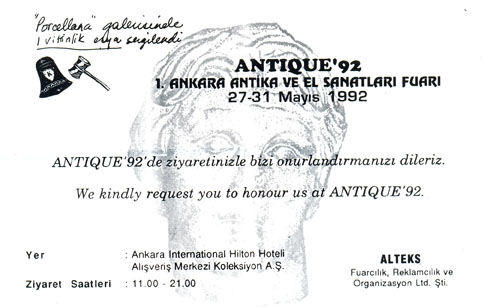 "Porcellana" galerisinde
1 vitrinlik eşya sergilendi
ANTIQUE'92
1. ANKARA ANTİKA VE EL SANATLARI FUARI
27-31 Mayıs 1992
ANTIQUE'92'de ziyaretinizle bizi onurlandırmanızı dileriz.
We kindly request you to honour us at ANTIQUE'92.
Yer : Ankara International Hilton Hoteli
Alışveriş Merkezi Koleksiyon A.Ş.
Ziyaret Saatleri : 11.00 - 21.00
ALTEKS
Fuarcılık, Reklamcılık ve
Organizasyon Ltd. Şti.